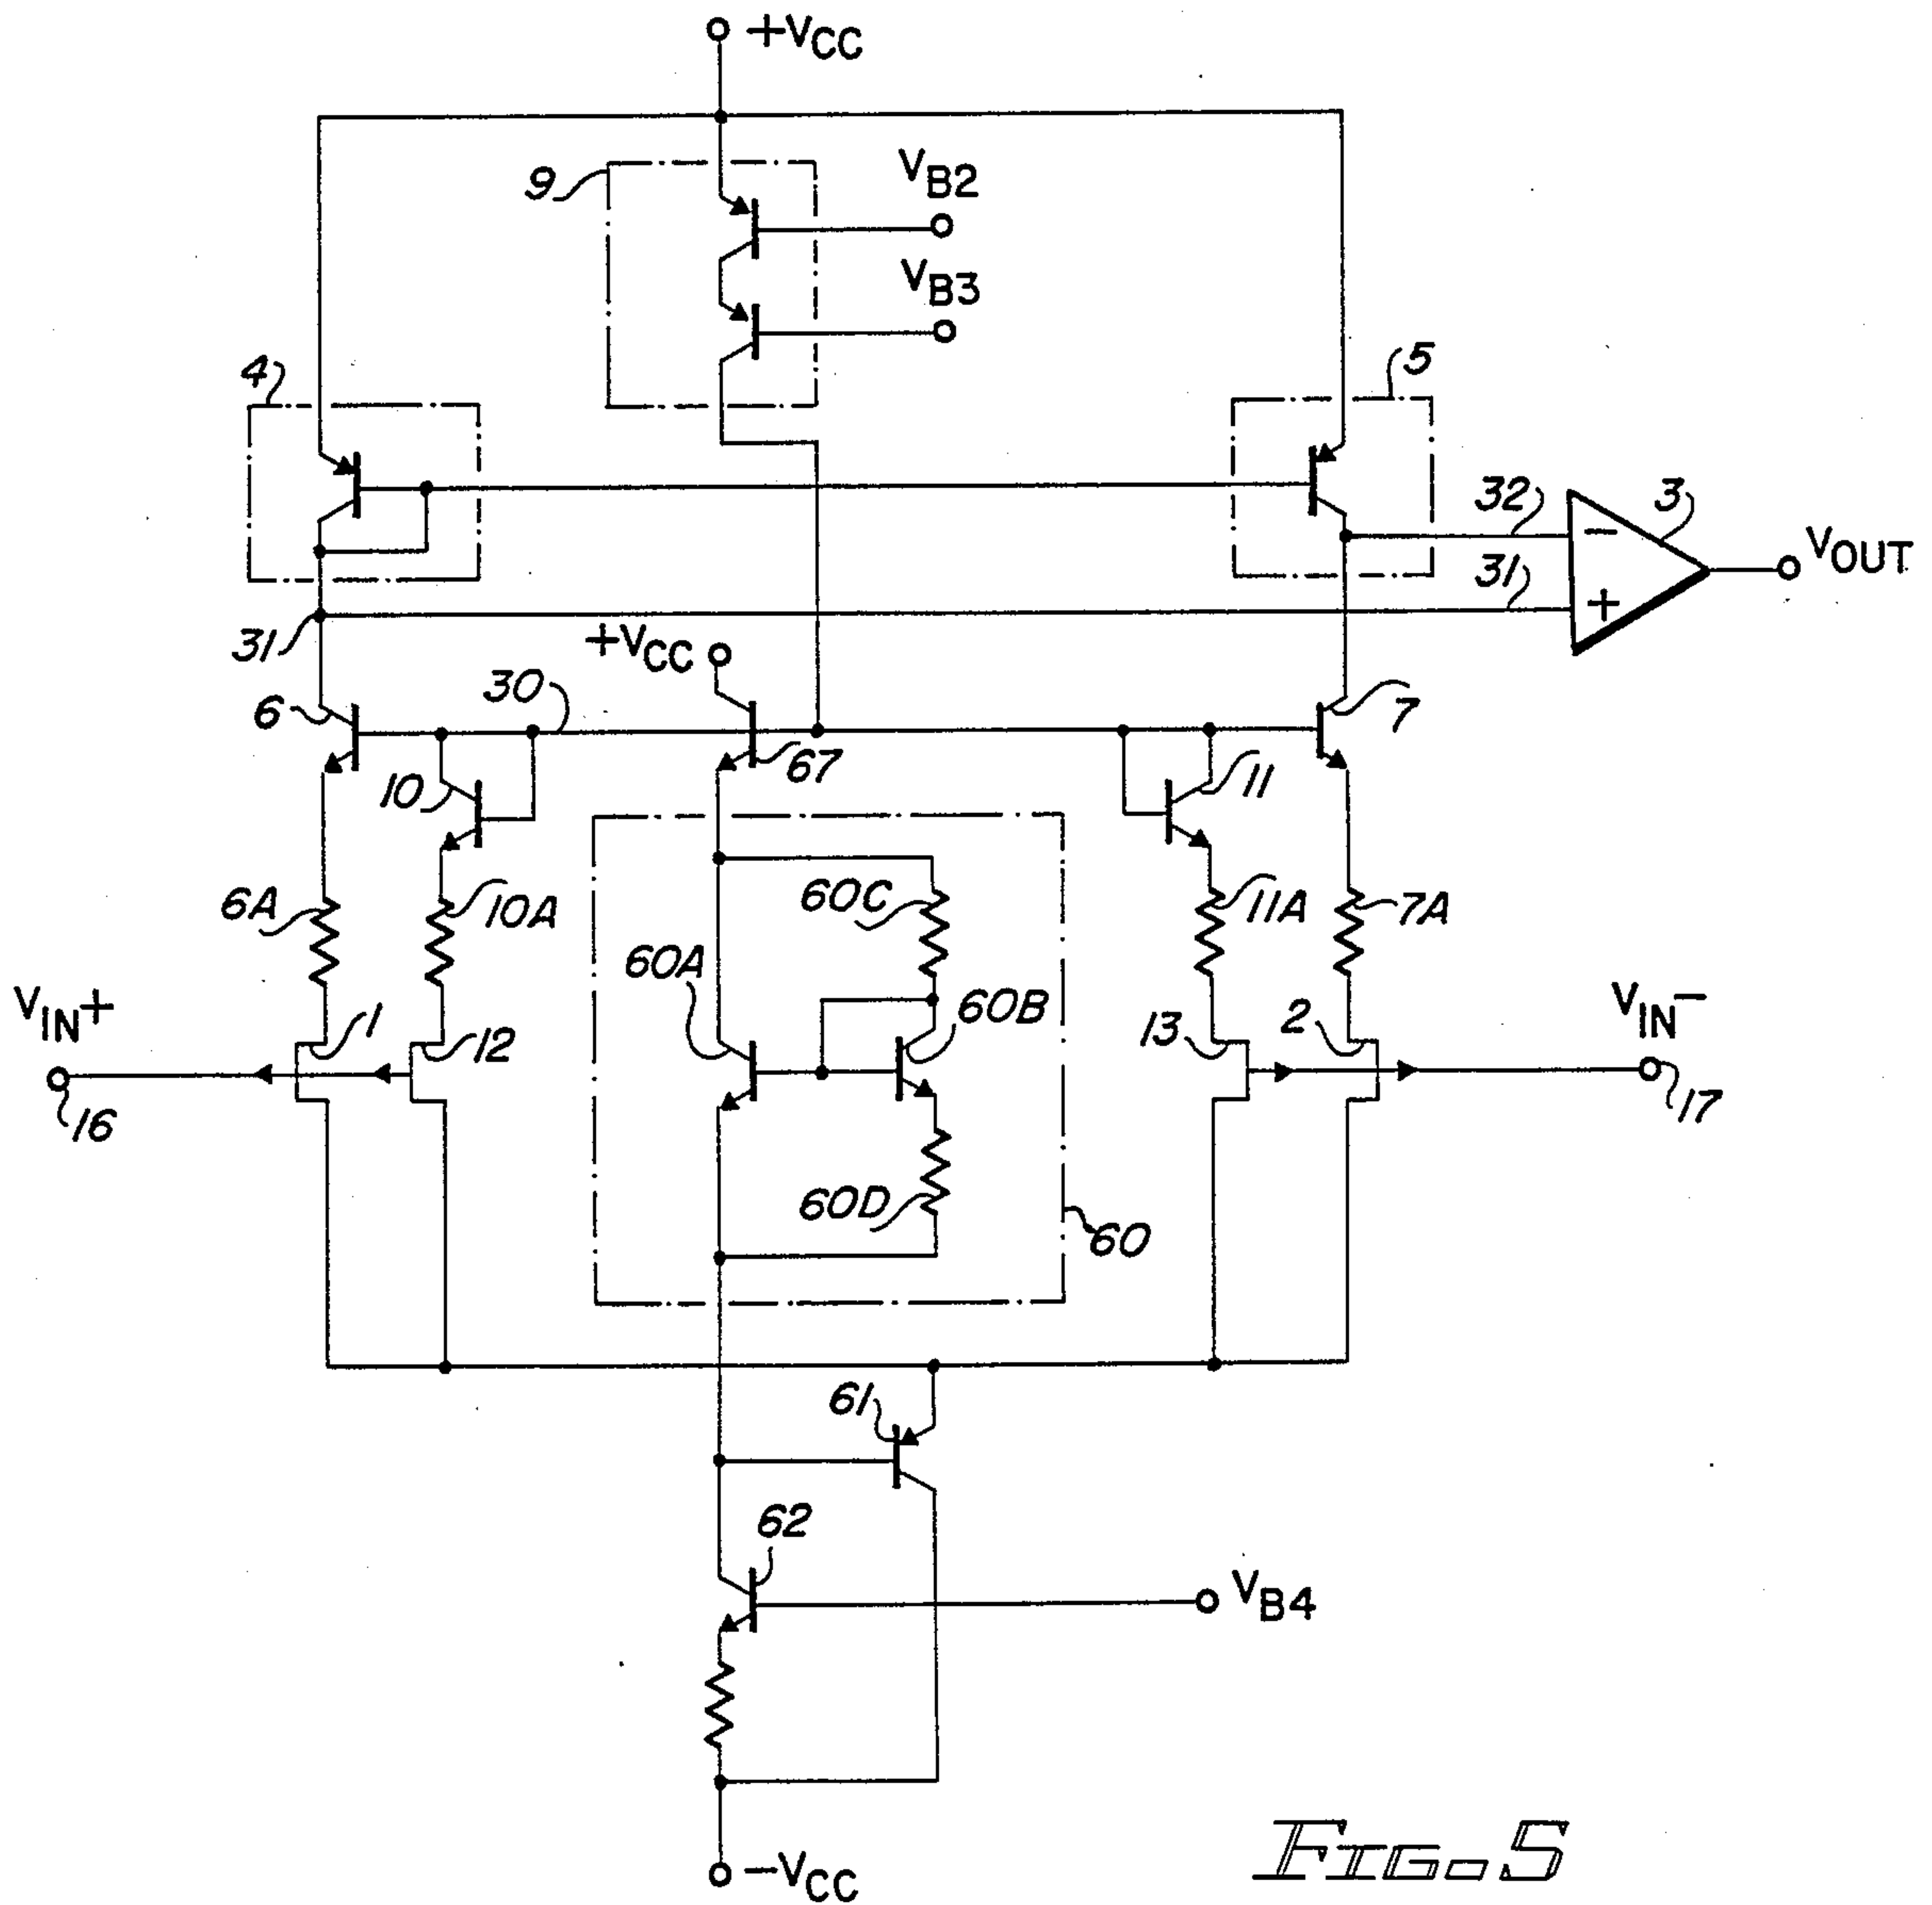 +VCC
9
VB2
VB3
4
5
32
3
31
VOUT
31
+VCC
30
6
7
67
10
11
60C
6A
10A
11A
7A
60A
60B
VIN+
VIN-
1
12
13
2
16
17
60D
60
61
62
VB4
-VCC
FIG-5